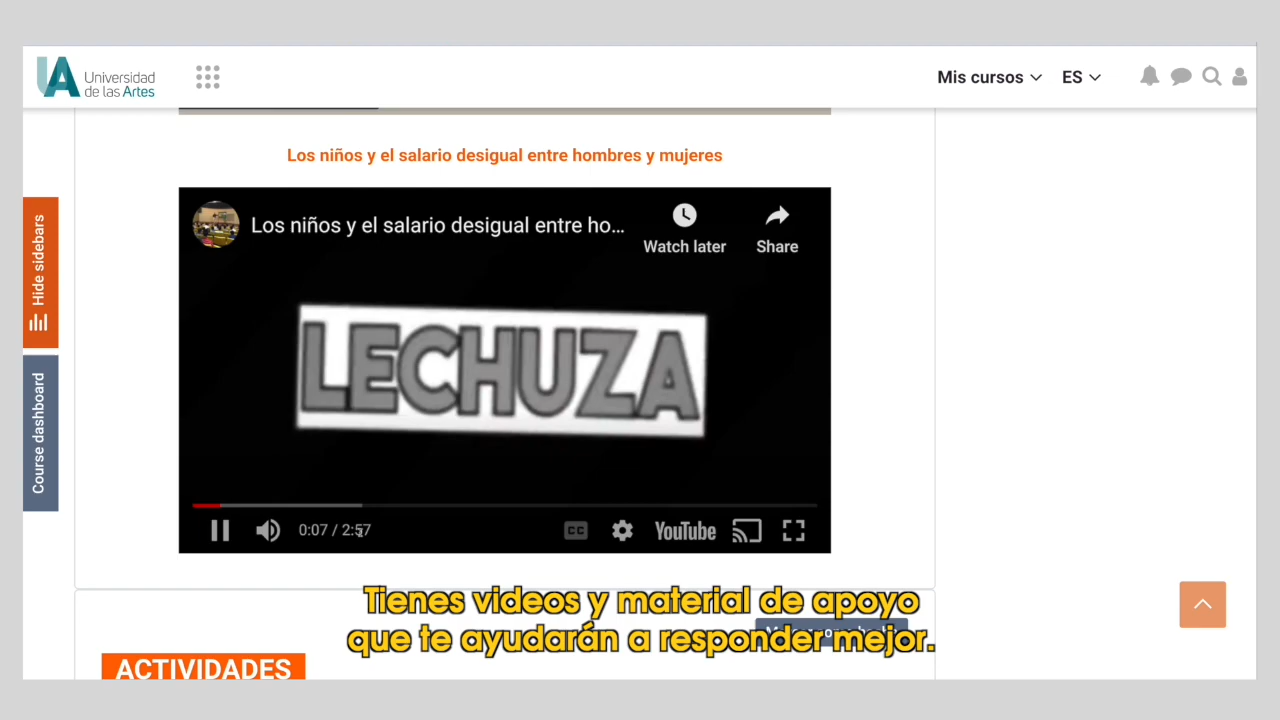 Universidad
de las Artes
Mis cursos
ES
Los niños y el salario desigual entre hombres y mujeres
Los niños y el salario desigual entre ho...
Watch later
Share
Hide sidebars
LECHUZA
Course dashboard
0:07 / 2:57
CC
YouTube
Tienes videos y material de apoyo
que te ayudarán a responder mejor.
ACTIVIDADES